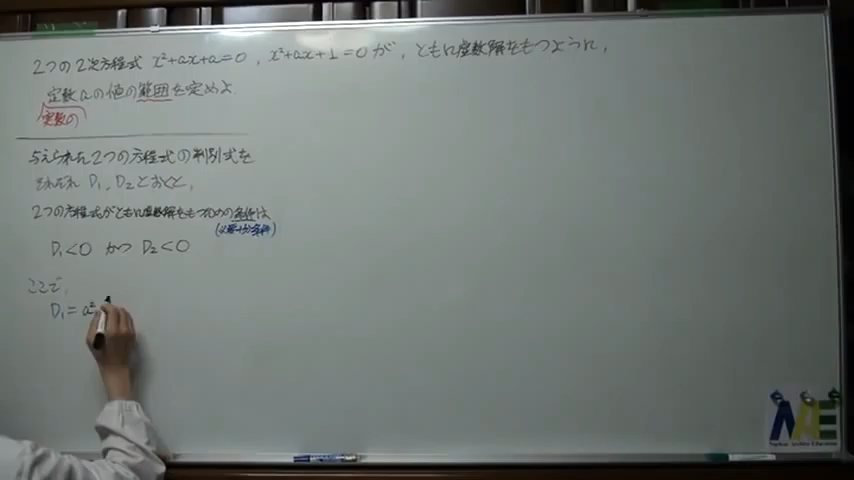 2つの2次方程式 x²+ax+a=0 , x²+ax+1=0 が, ともに虚数解をもつように,
定数aの値の範囲を定めよ
実数の
与えられた2つの方程式の判別式を
それぞれ D₁, D₂とおくと,
2つの方程式がともに虚数解をもつための条件は
(必要十分条件)
D₁<0 かつ D₂<0
ここで,
D₁= a²